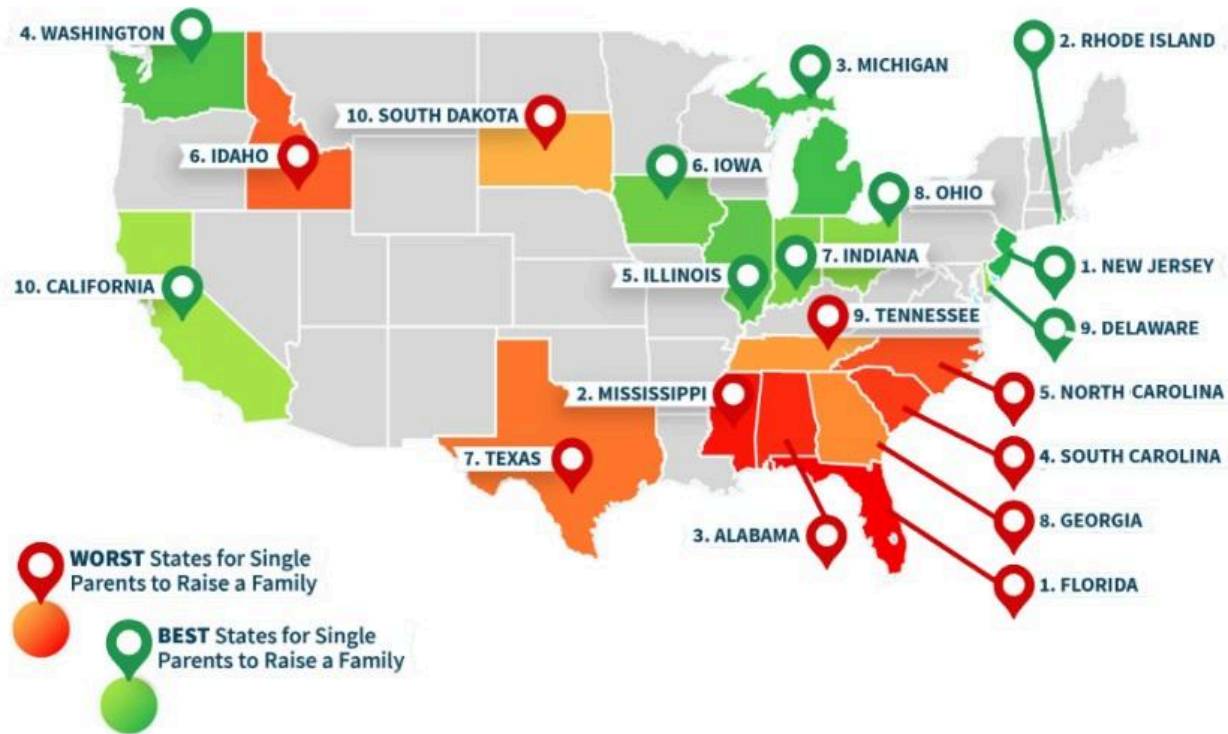 4. WASHINGTON
2. RHODE ISLAND
3. MICHIGAN
10. SOUTH DAKOTA
6. IDAHO
6. IOWA
8. OHIO
7. INDIANA
1. NEW JERSEY
10. CALIFORNIA
5. ILLINOIS
9. TENNESSEE
9. DELAWARE
2. MISSISSIPPI
5. NORTH CAROLINA
7. TEXAS
4. SOUTH CAROLINA
8. GEORGIA
3. ALABAMA
1. FLORIDA
WORST States for Single
Parents to Raise a Family
BEST States for Single
Parents to Raise a Family